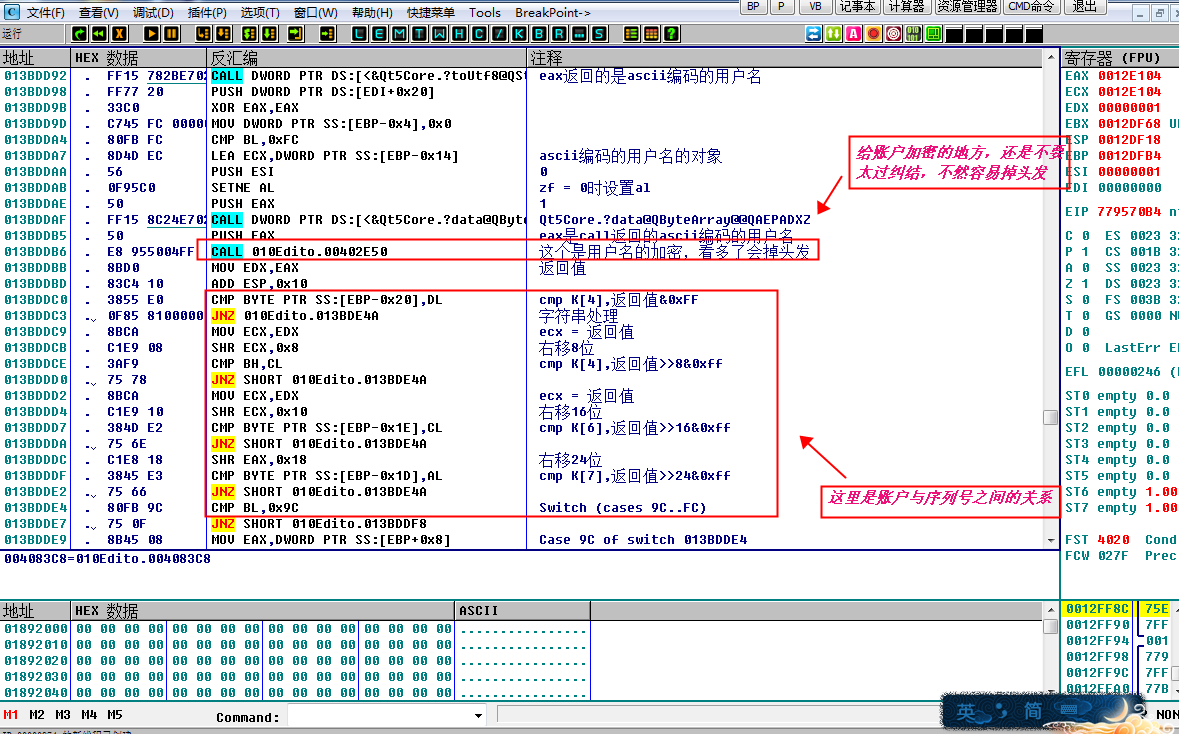 文件(F) 查看(V) 调试(D) 插件(P) 选项(T) 窗口(W) 帮助(H) 快捷菜单 Tools BreakPoint-> BP P VB 记事本 计算器 资源管理器 CMD命令 退出
运行 L E M T W H C / K B R ... S
地址 HEX 数据 反汇编 注释 寄存器 (FPU)
013BDD92 . FF15 782BE702 CALL DWORD PTR DS:[<&Qt5Core.?toUtf8@QSt eax返回的是ascii编码的用户名
013BDD98 . FF77 20 PUSH DWORD PTR DS:[EDI+0x20]
013BDD9B . 33C0 XOR EAX,EAX
013BDD9D . C745 FC 0000 MOV DWORD PTR SS:[EBP-0x4],0x0
013BDDA4 . 80FB FC CMP BL,0xFC
013BDDA7 . 8D4D EC LEA ECX,DWORD PTR SS:[EBP-0x14] ascii编码的用户名的对象
013BDDAA . 56 PUSH ESI 0
013BDDAB . 0F95C0 SETNE AL zf = 0时设置al
013BDDAE . 50 PUSH EAX 1
013BDDAF . FF15 8C24E702 CALL DWORD PTR DS:[<&Qt5Core.?data@QByte Qt5Core.?data@QByteArray@@QAEPADXZ
013BDDB5 . 50 PUSH EAX eax是call返回的ascii编码的用户名
013BDDB6 . E8 955004FF CALL 010Edito.00402E50 这个是用户名的加密，看多了会掉头发
013BDDBB . 8BD0 MOV EDX,EAX 返回值
013BDDBD . 83C4 10 ADD ESP,0x10
013BDDC0 . 3855 E0 CMP BYTE PTR SS:[EBP-0x20],DL cmp K[4],返回值&0xFF
013BDDC3 . 0F85 8100000 JNZ 010Edito.013BDE4A 字符串处理
013BDDC9 . 8BCA MOV ECX,EDX ecx = 返回值
013BDDCB . C1E9 08 SHR ECX,0x8 右移8位
013BDDCE . 3AF9 CMP BH,CL cmp K[4],返回值>>8&0xff
013BDDD0 . 75 78 JNZ SHORT 010Edito.013BDE4A
013BDDD2 . 8BCA MOV ECX,EDX ecx = 返回值
013BDDD4 . C1E9 10 SHR ECX,0x10 右移16位
013BDDD7 . 384D E2 CMP BYTE PTR SS:[EBP-0x1E],CL cmp K[6],返回值>>16&0xff
013BDDDA . 75 6E JNZ SHORT 010Edito.013BDE4A
013BDDDC . C1E8 18 SHR EAX,0x18 右移24位
013BDDDF . 3845 E3 CMP BYTE PTR SS:[EBP-0x1D],AL cmp K[7],返回值>>24&0xff
013BDDE2 . 75 66 JNZ SHORT 010Edito.013BDE4A
013BDDE4 . 80FB 9C CMP BL,0x9C Switch (cases 9C..FC)
013BDDE7 . 75 0F JNZ SHORT 010Edito.013BDDF8
013BDDE9 . 8B45 08 MOV EAX,DWORD PTR SS:[EBP+0x8] Case 9C of switch 013BDDE4
给账户加密的地方，还是不要
太过纠结，不然容易掉头发
这里是账户与序列号之间的关系
EAX 0012E104
ECX 0012E104
EDX 00000001
EBX 0012DF68
ESP 0012DF18
EBP 0012DFB4
ESI 00000001
EDI 00000000
EIP 779570B4
C 0 ES 0023
P 1 CS 001B
A 0 SS 0023
Z 1 DS 0023
S 0 FS 003B
T 0 GS 0000
D 0
O 0 LastErr
EFL 00000246
ST0 empty 0.0
ST1 empty 0.0
ST2 empty 0.0
ST3 empty 0.0
ST4 empty 0.0
ST5 empty 0.0
ST6 empty 1.00
ST7 empty 1.00
FST 4020 Cond
FCW 027F Prec
004083C8=010Edito.004083C8
地址 HEX 数据 ASCII
01892000 00 00 00 00 00 00 00 00 00 00 00 00 00 00 00 00 ................
01892010 00 00 00 00 00 00 00 00 00 00 00 00 00 00 00 00 ................
01892020 00 00 00 00 00 00 00 00 00 00 00 00 00 00 00 00 ................
01892030 00 00 00 00 00 00 00 00 00 00 00 00 00 00 00 00 ................
01892040 00 00 00 00 00 00 00 00 00 00 00 00 00 00 00 00 ................
0012FF8C 75E
0012FF90 7FF
0012FF94 001
0012FF98 779
0012FF9C 7FF
0012FFA0 77B
M1 M2 M3 M4 M5 Command:
英 简